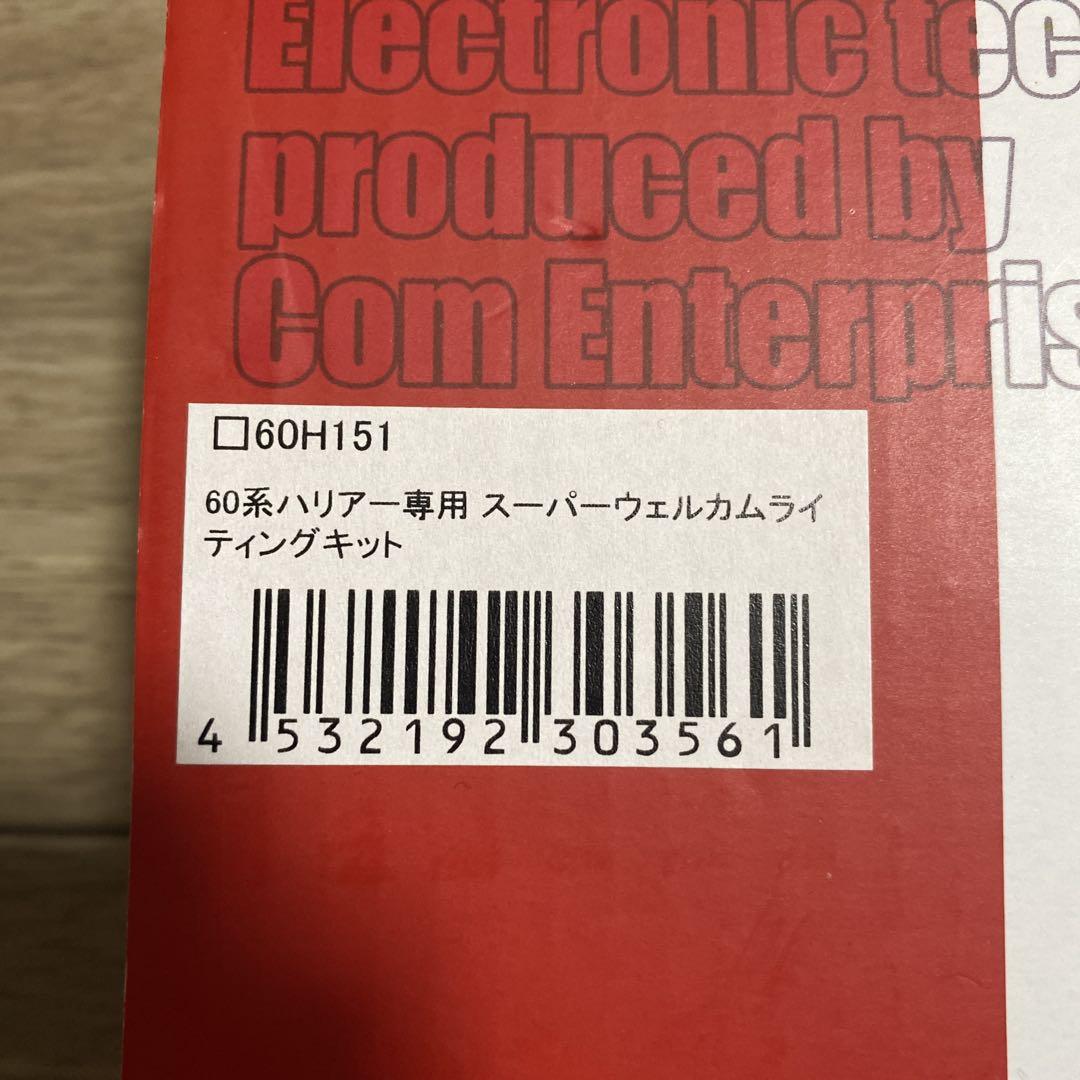 Electronic tec
produced by
Com Enterpris
□60H151
60系ハリアー専用 スーパーウェルカムライ
ティングキット
4 532192 303561